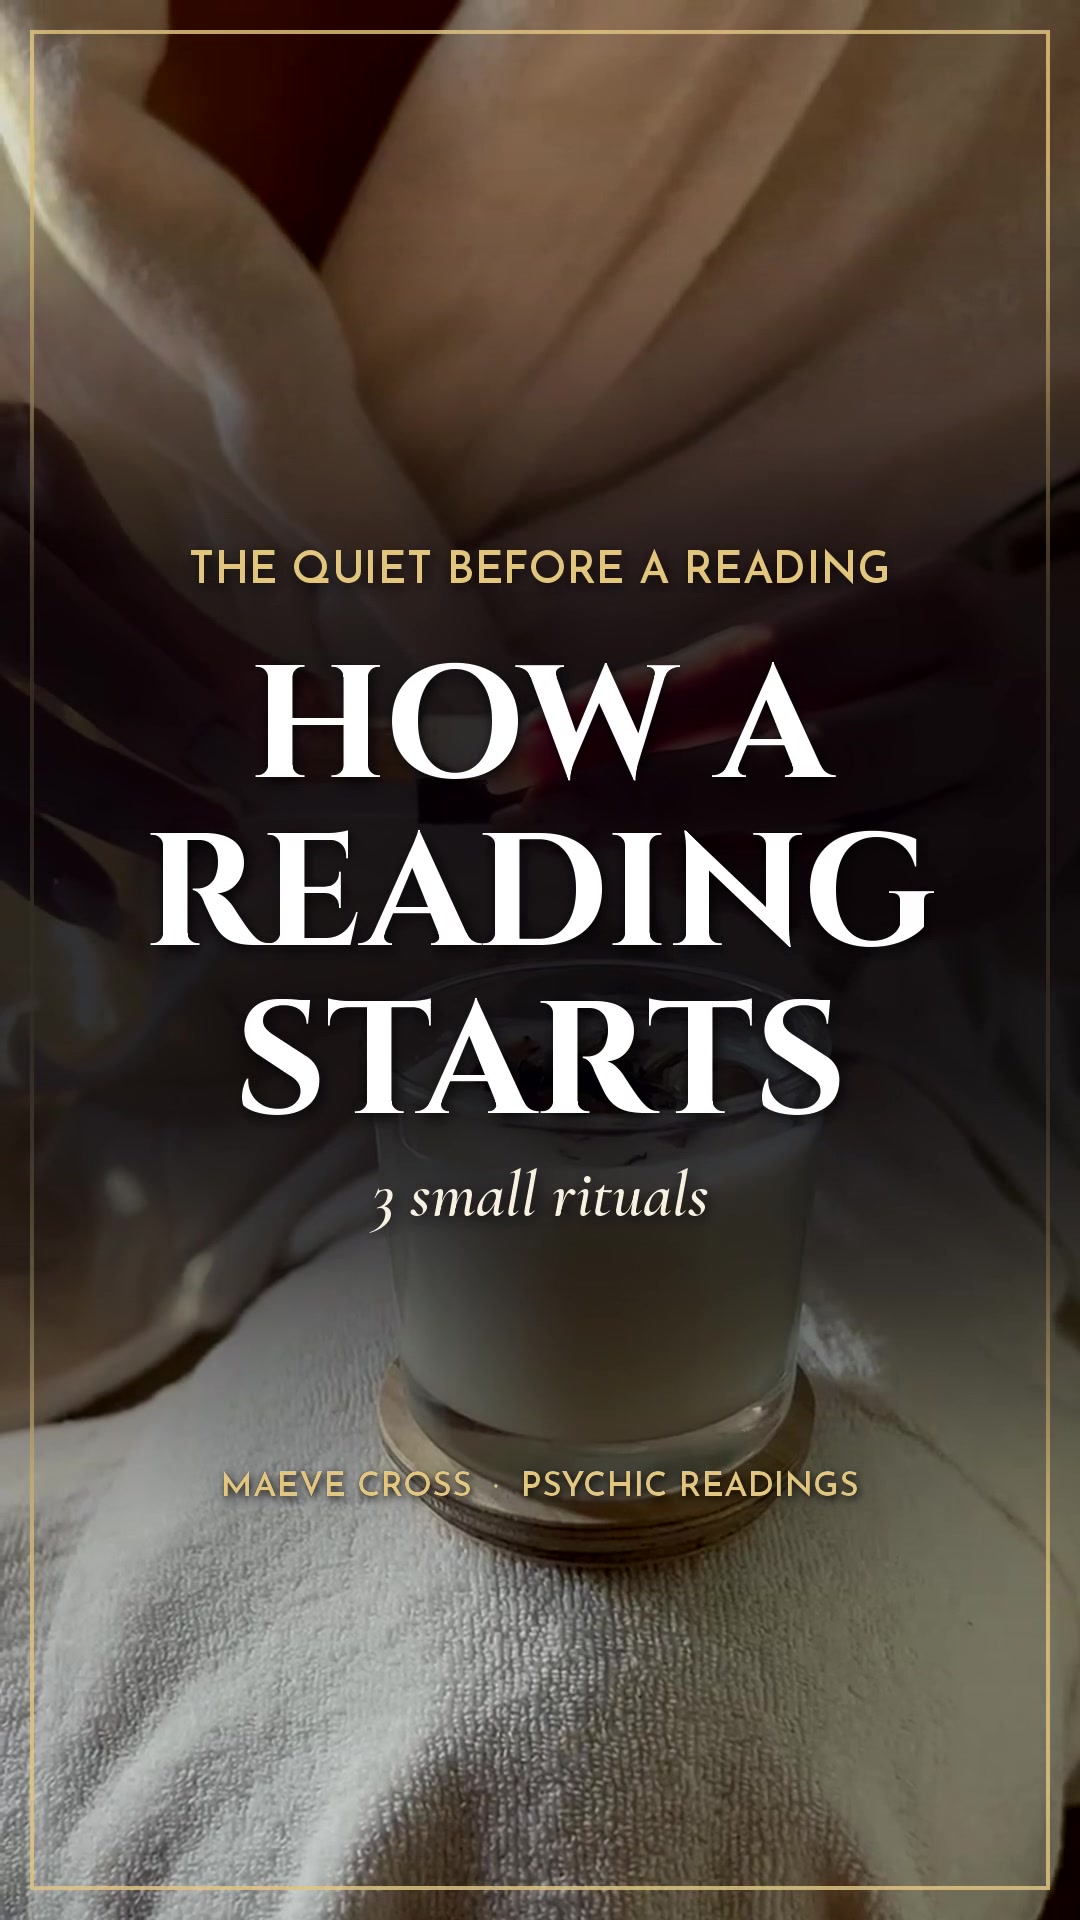 THE QUIET BEFORE A READING
HOW A
READING
STARTS
3 small rituals
MAEVE CROSS · PSYCHIC READINGS